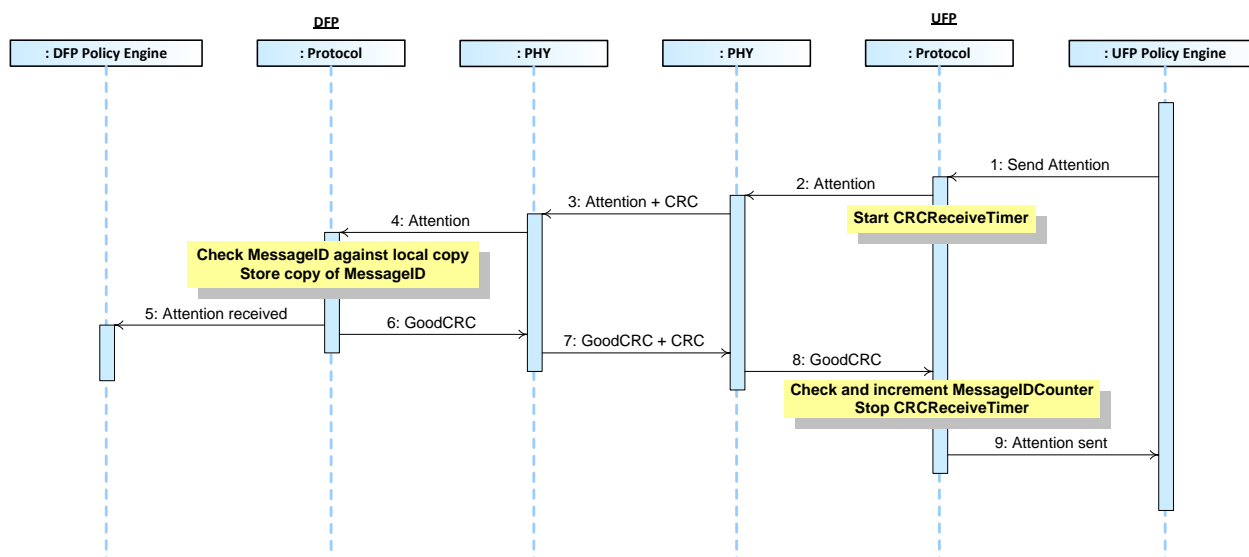 DFP
UFP
: DFP Policy Engine
: Protocol
: PHY
: PHY
: Protocol
: UFP Policy Engine
1: Send Attention
2: Attention
3: Attention + CRC
Start CRCReceiveTimer
4: Attention
Check MessageID against local copy
Store copy of MessageID
5: Attention received
6: GoodCRC
7: GoodCRC + CRC
8: GoodCRC
Check and increment MessageIDCounter
Stop CRCReceiveTimer
9: Attention sent